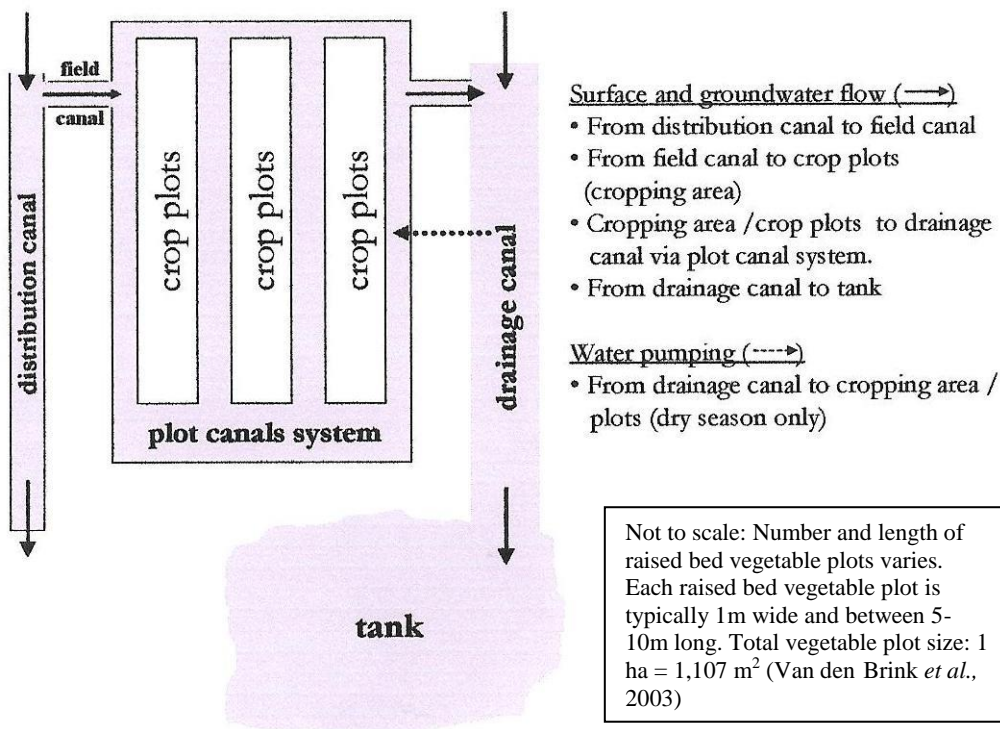 field
canal
distribution canal
crop plots
crop plots
crop plots
plot canals system
drainage canal
tank
Surface and groundwater flow (⟶)
• From distribution canal to field canal
• From field canal to crop plots
(cropping area)
• Cropping area /crop plots to drainage
canal via plot canal system.
• From drainage canal to tank
Water pumping (┄→)
• From drainage canal to cropping area /
plots (dry season only)
Not to scale: Number and length of
raised bed vegetable plots varies.
Each raised bed vegetable plot is
typically 1m wide and between 5-
10m long. Total vegetable plot size: 1
ha = 1,107 m² (Van den Brink et al.,
2003)